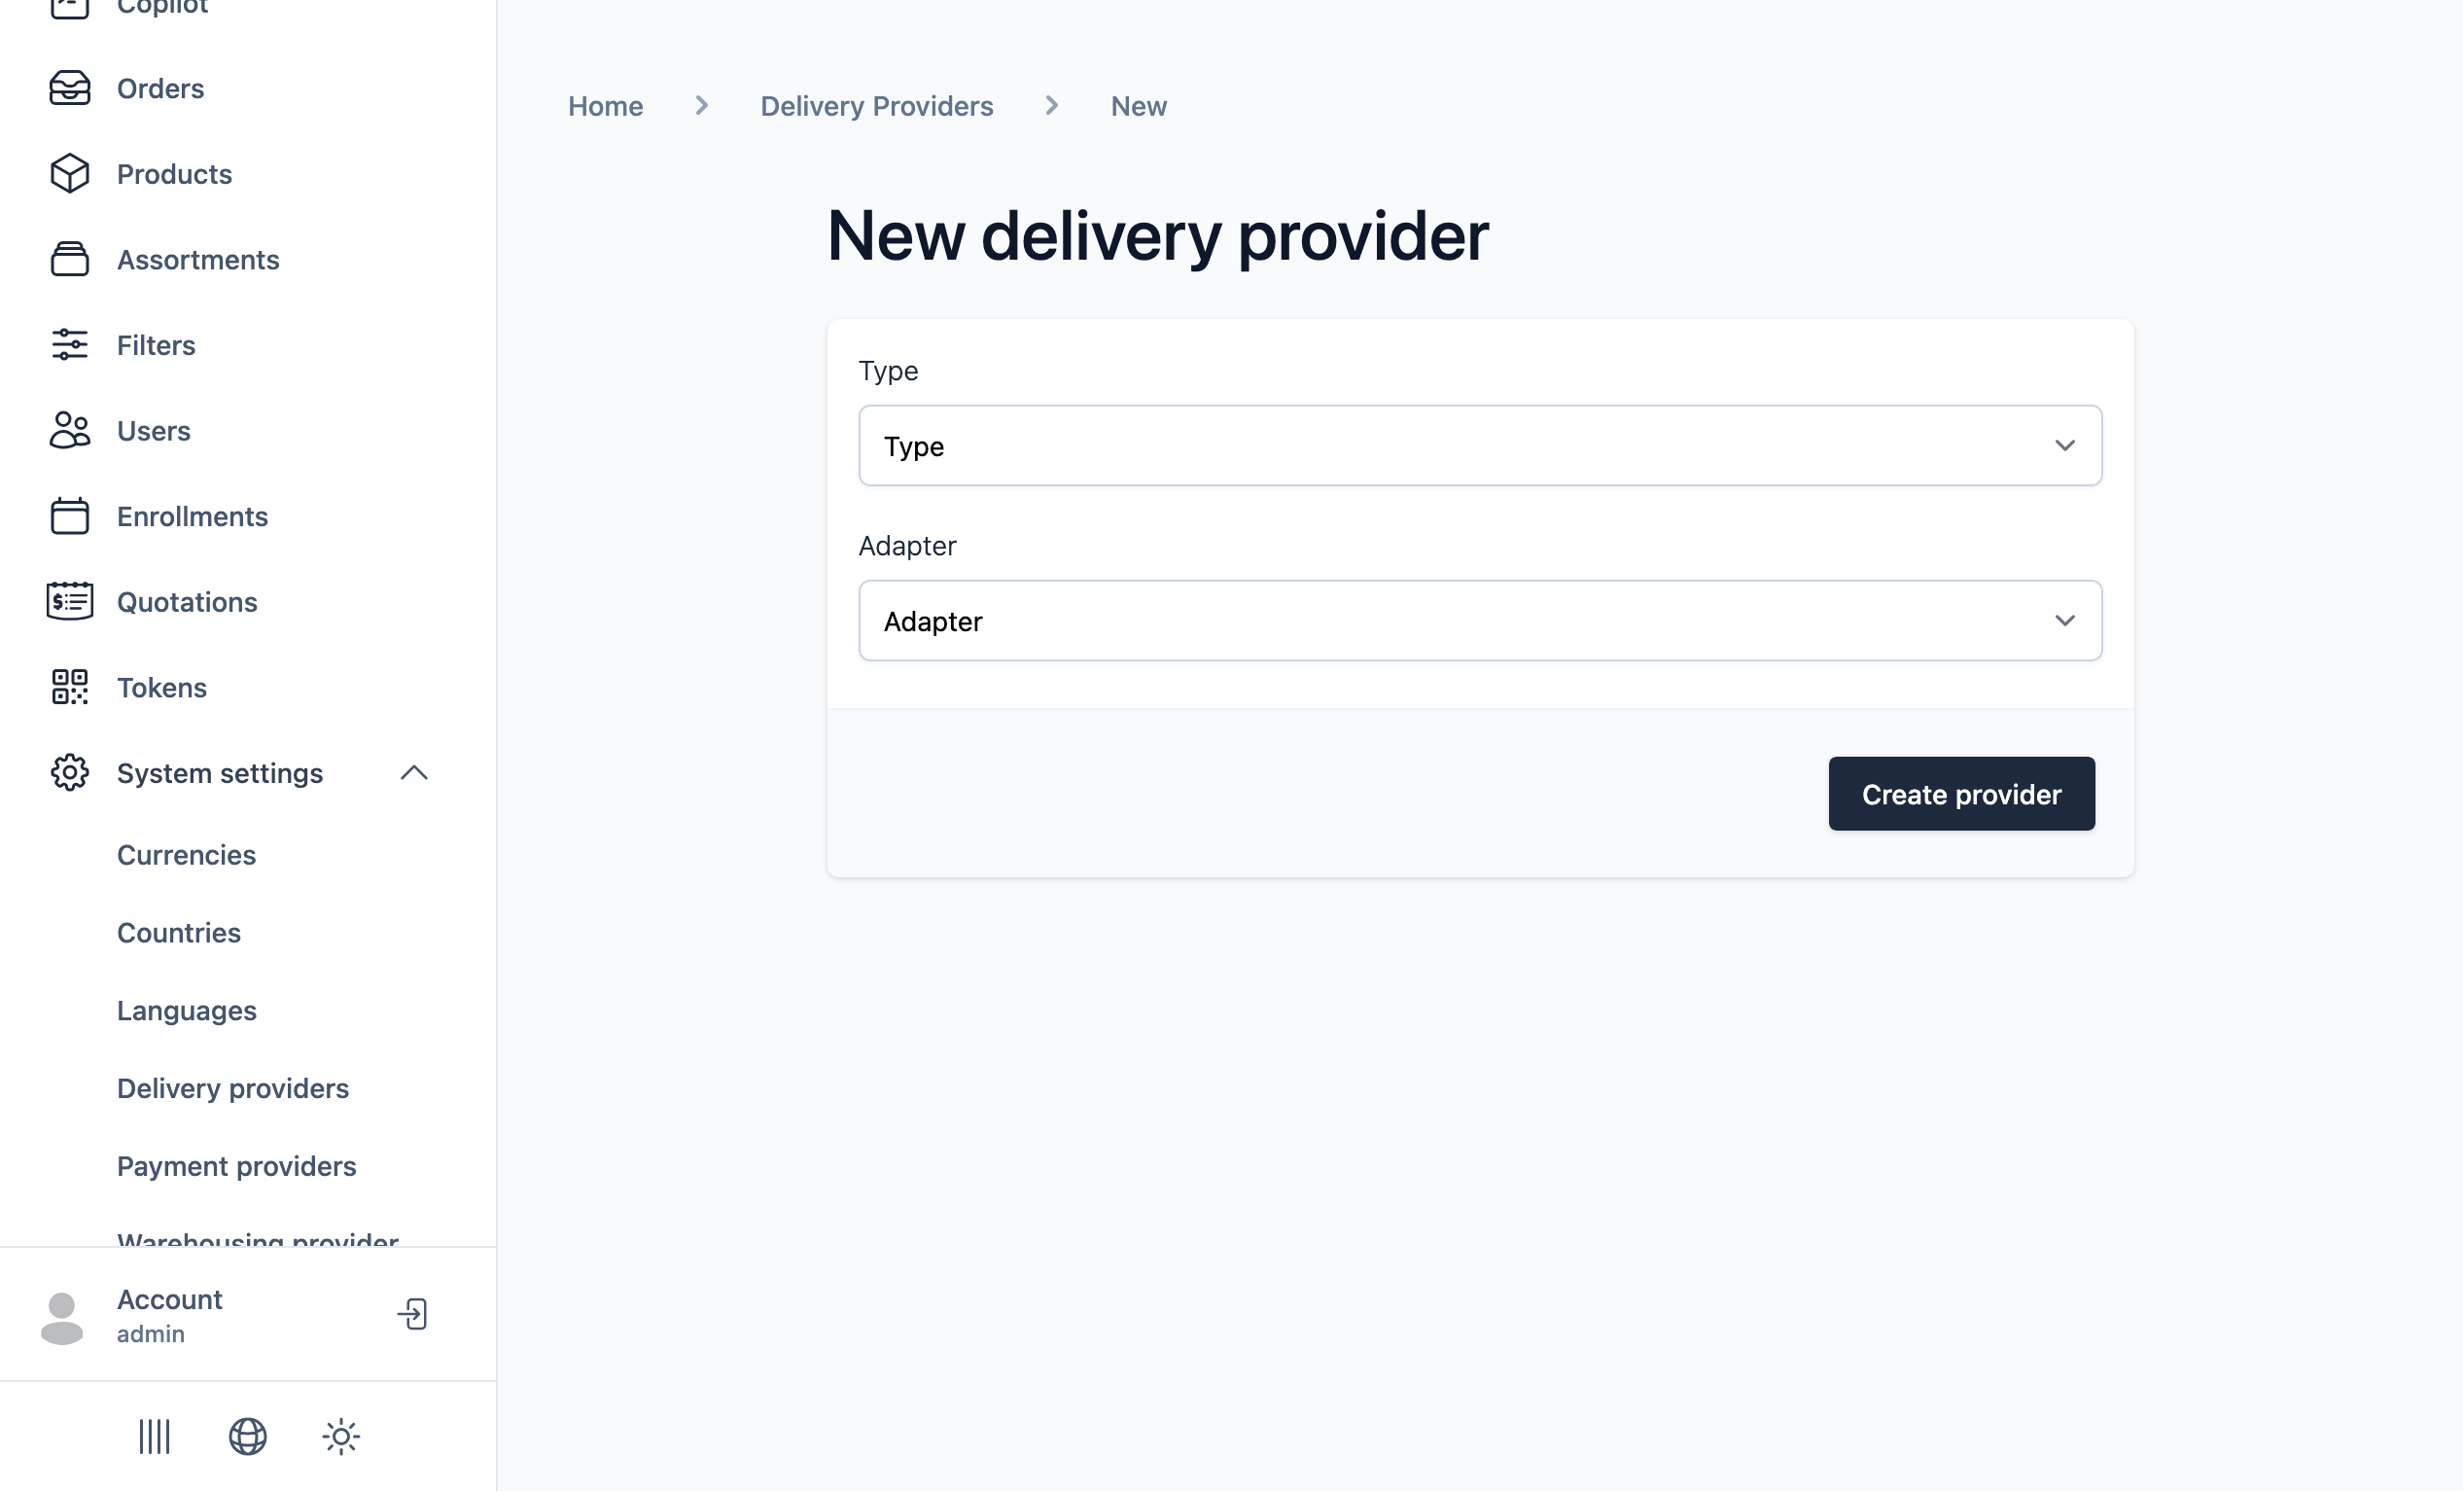 Copilot
Orders
Products
Assortments
Filters
Users
Enrollments
Quotations
Tokens
System settings
Currencies
Countries
Languages
Delivery providers
Payment providers
Warehousing provider
Account
admin
Home
Delivery Providers
New
New delivery provider
Type
Type
Adapter
Adapter
Create provider